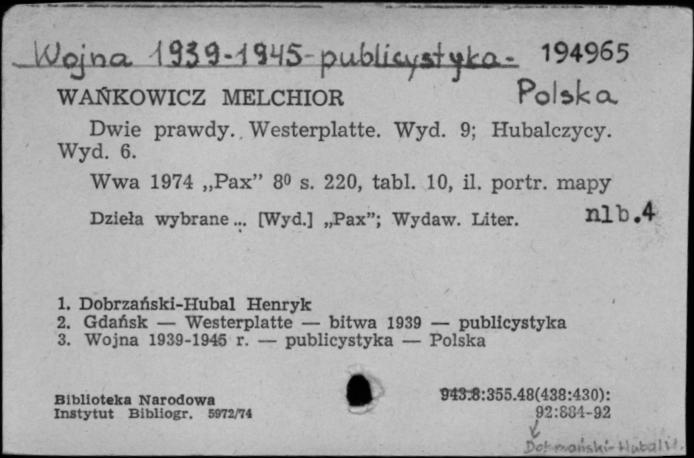 Wojna 1939-1945-publicystyka- 194965
Polska
WAŃKOWICZ MELCHIOR
Dwie prawdy. Westerplatte. Wyd. 9; Hubalczycy.
Wyd. 6.
Wwa 1974 „Pax” 8⁰ s. 220, tabl. 10, il. portr. mapy
nlb.4
Dzieła wybrane... [Wyd.] „Pax”; Wydaw. Liter.
1. Dobrzański-Hubal Henryk
2. Gdańsk — Westerplatte — bitwa 1939 — publicystyka
3. Wojna 1939-1945 r. — publicystyka — Polska
Biblioteka Narodowa
Instytut Bibliogr. 5972/74
943.8:355.48(438:430):
92:884-92
Dobrzański-Hubal H.